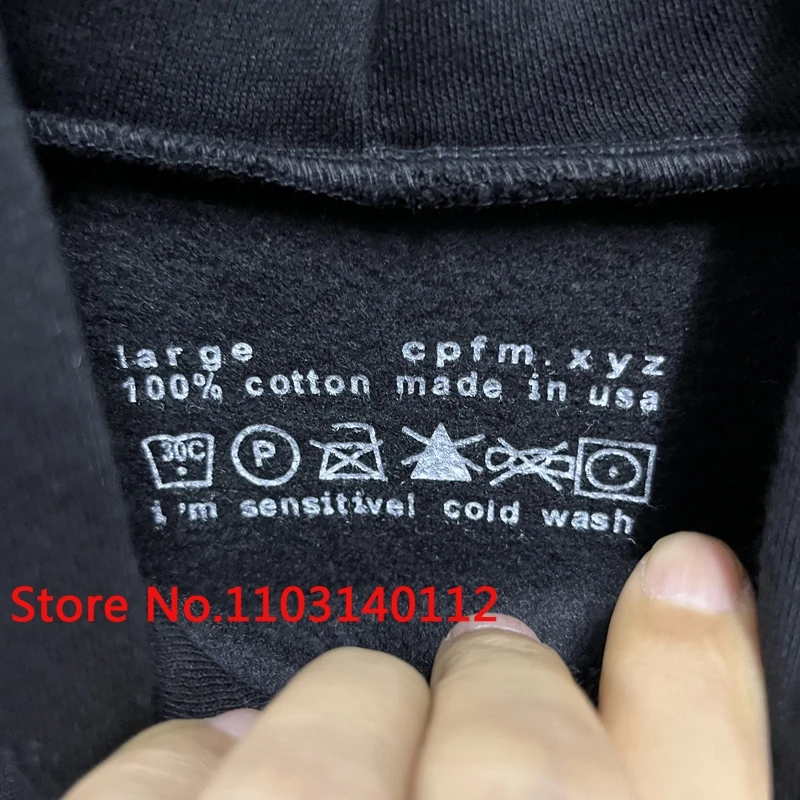 large cpfm.xyz
100% cotton made in usa
30C P
i'm sensitive! cold wash
Store No.1103140112